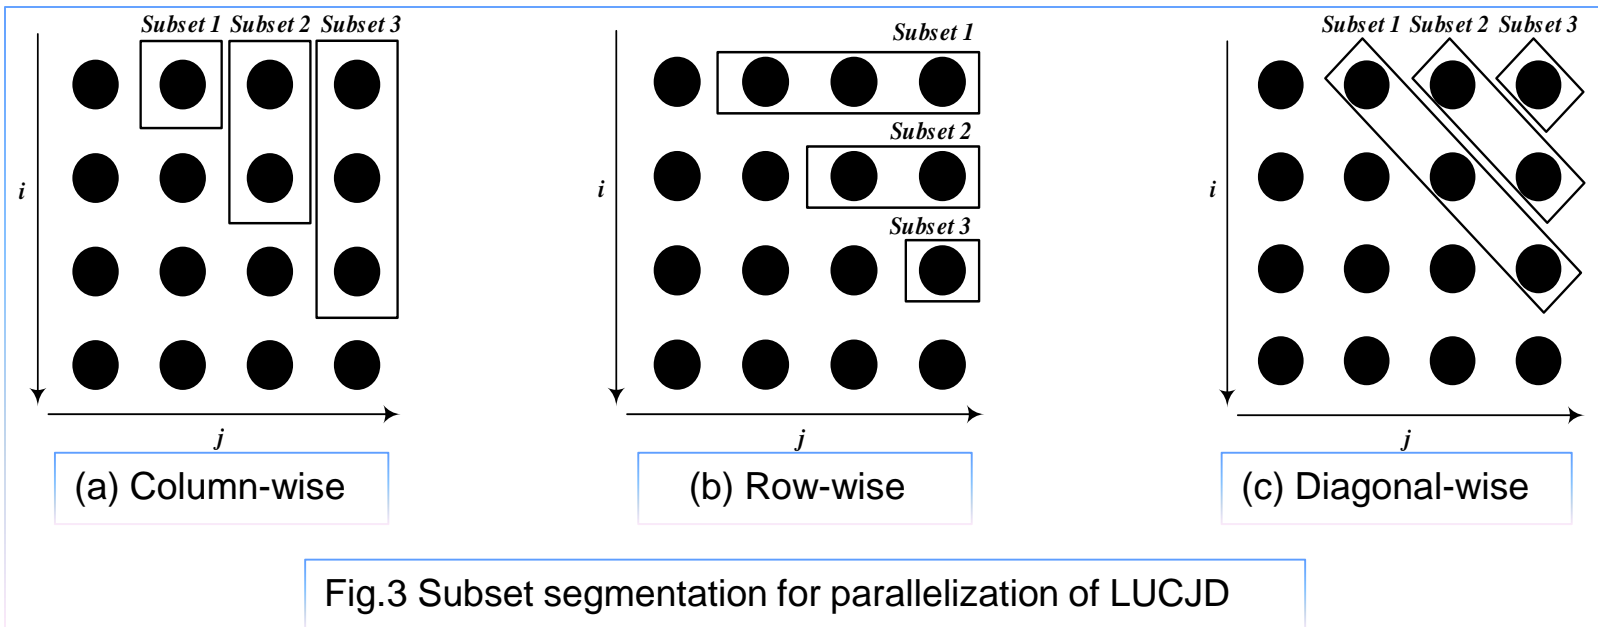 Subset 1 Subset 2 Subset 3
i
j
(a) Column-wise
Subset 1
Subset 2
Subset 3
i
j
(b) Row-wise
Subset 1 Subset 2 Subset 3
i
j
(c) Diagonal-wise
Fig.3 Subset segmentation for parallelization of LUCJD